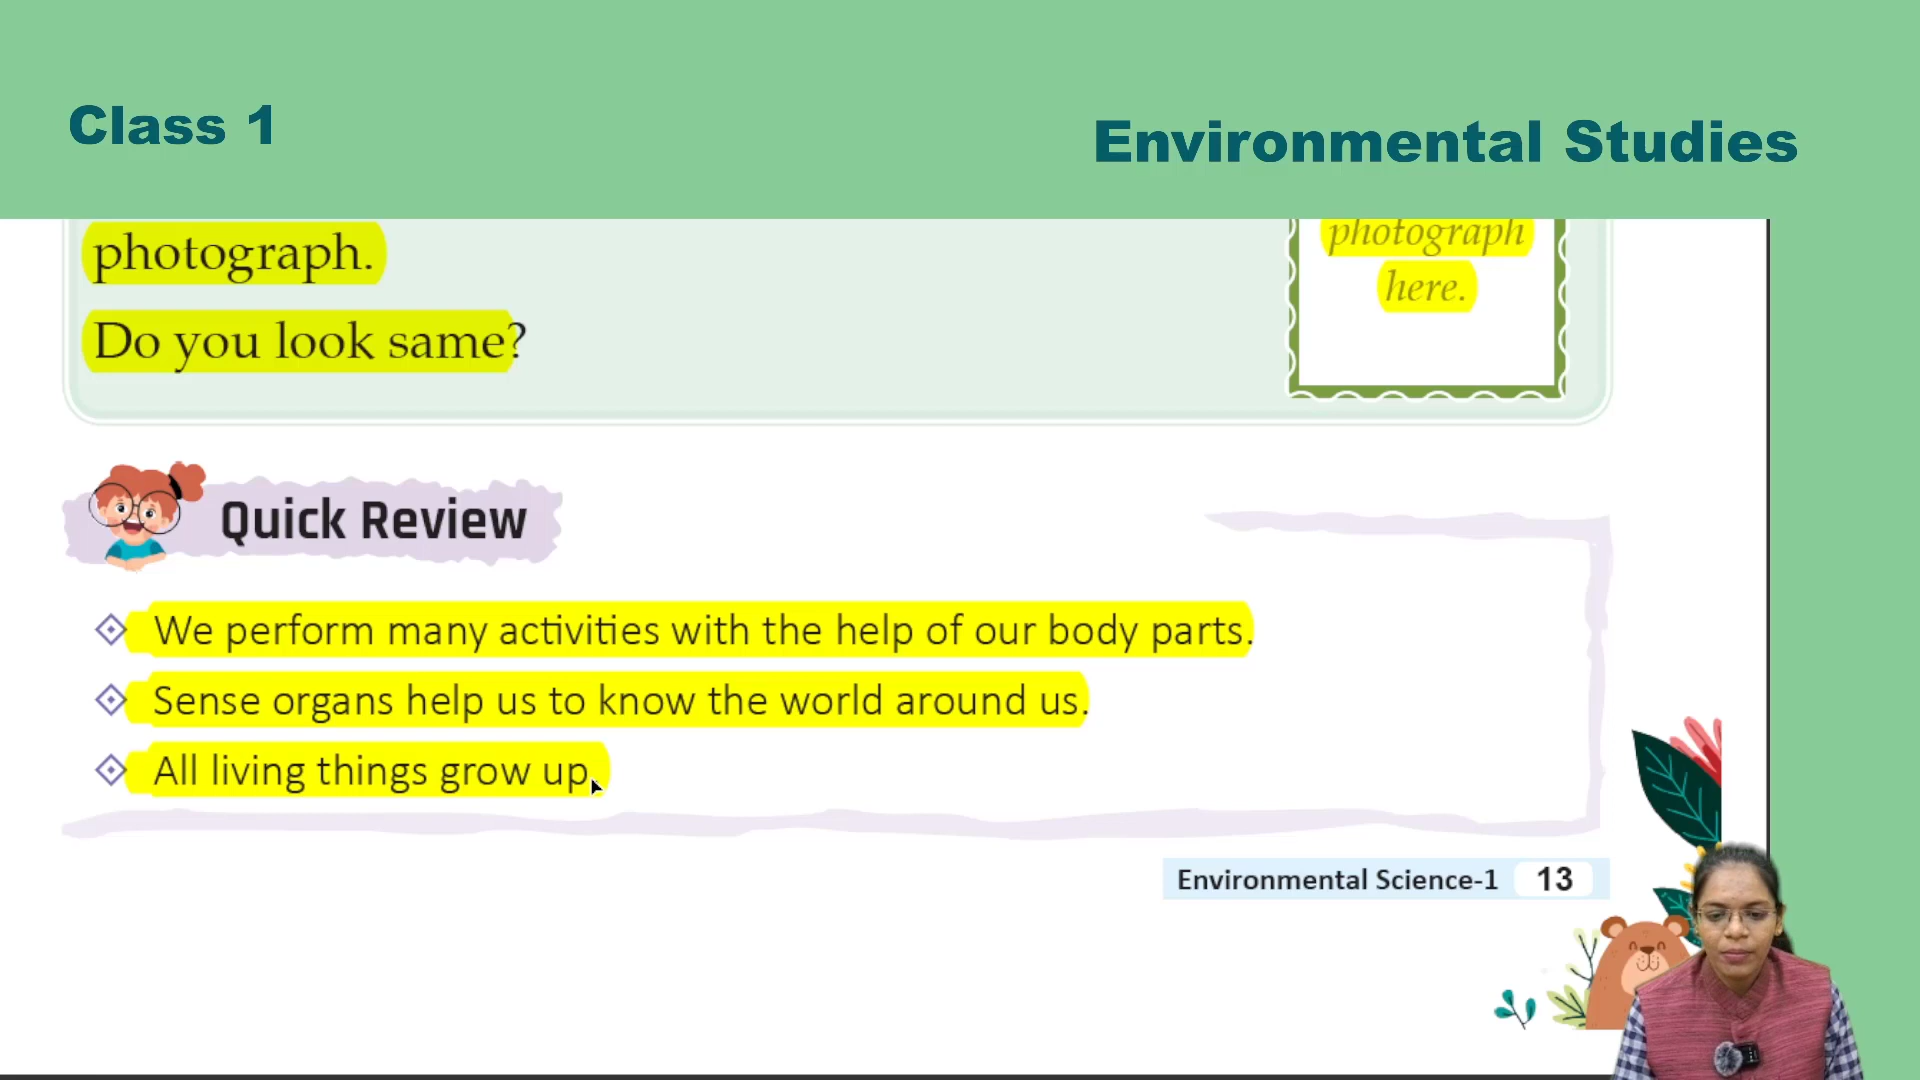 Class 1
Environmental Studies
photograph.
Do you look same?
photograph
here.
Quick Review
We perform many activities with the help of our body parts.
Sense organs help us to know the world around us.
All living things grow up.
Environmental Science-1 13